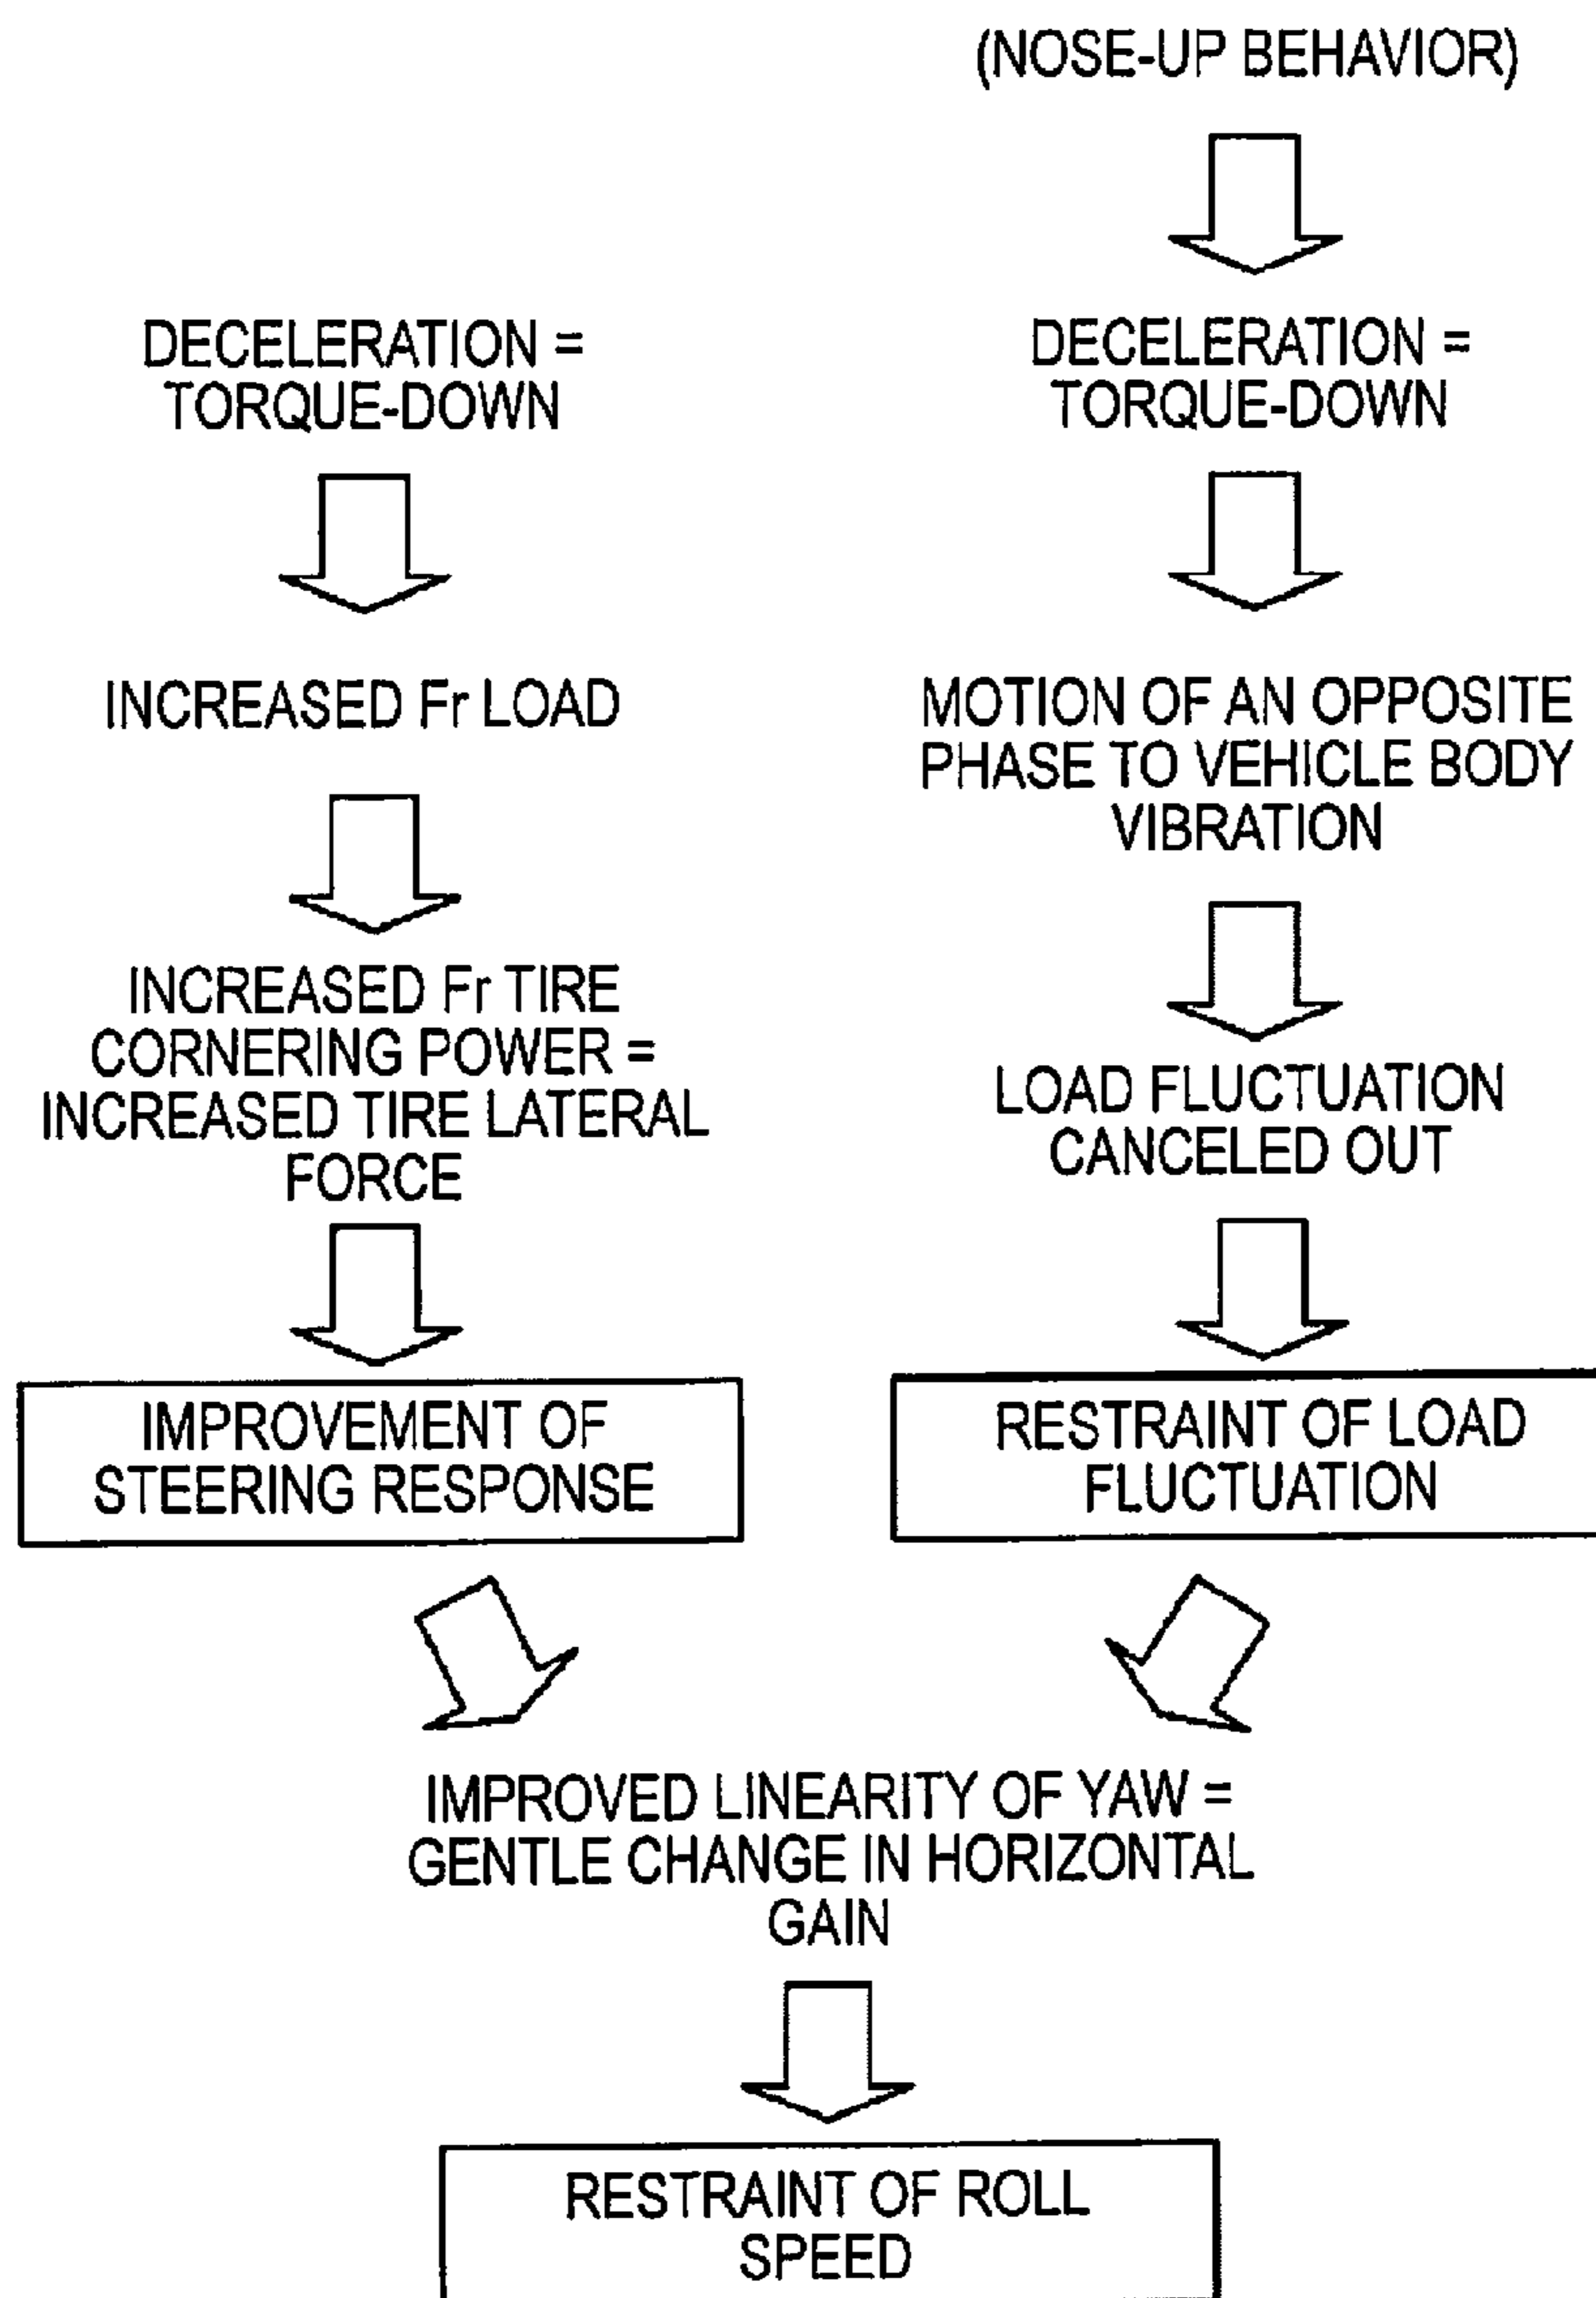 (NOSE-UP BEHAVIOR)
DECELERATION =
TORQUE-DOWN
INCREASED Fr LOAD
INCREASED Fr TIRE
CORNERING POWER =
INCREASED TIRE LATERAL
FORCE
IMPROVEMENT OF
STEERING RESPONSE
DECELERATION =
TORQUE-DOWN
MOTION OF AN OPPOSITE
PHASE TO VEHICLE BODY
VIBRATION
LOAD FLUCTUATION
CANCELED OUT
RESTRAINT OF LOAD
FLUCTUATION
IMPROVED LINEARITY OF YAW =
GENTLE CHANGE IN HORIZONTAL
GAIN
RESTRAINT OF ROLL
SPEED